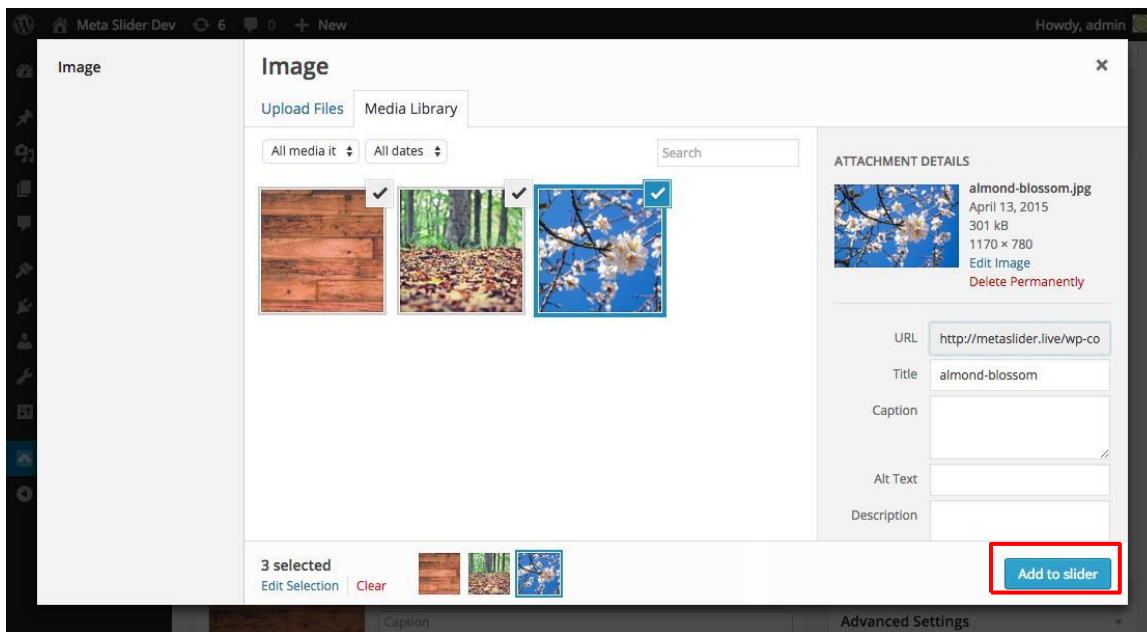 Meta Slider Dev 6 0 + New Howdy, admin
Image
Image
×
Upload Files Media Library
All media it All dates Search
ATTACHMENT DETAILS
almond-blossom.jpg
April 13, 2015
301 kB
1170 × 780
Edit Image
Delete Permanently
URL http://metaslider.live/wp-co
Title almond-blossom
Caption
Alt Text
Description
3 selected
Edit Selection Clear
Add to slider
Caption Advanced Settings